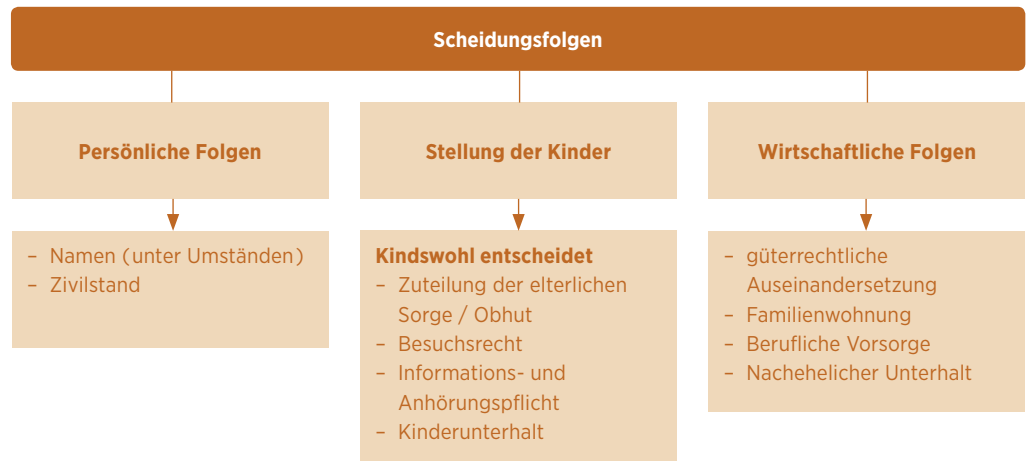 Scheidungsfolgen
Persönliche Folgen
– Namen (unter Umständen)
– Zivilstand
Stellung der Kinder
Kindswohl entscheidet
– Zuteilung der elterlichen
Sorge / Obhut
– Besuchsrecht
– Informations- und
Anhörungspflicht
– Kinderunterhalt
Wirtschaftliche Folgen
– güterrechtliche
Auseinandersetzung
– Familienwohnung
– Berufliche Vorsorge
– Nachehelicher Unterhalt